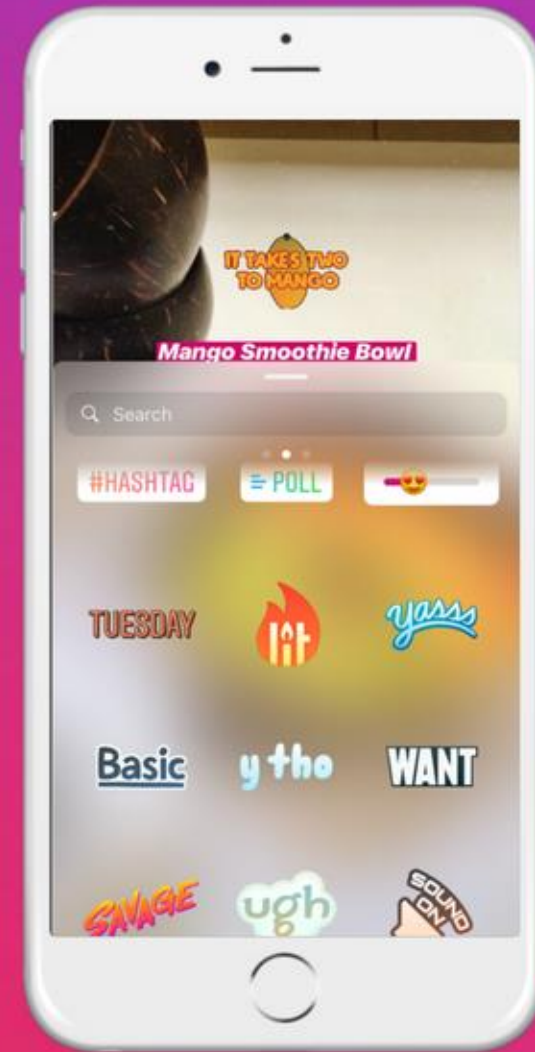 IT TAKES TWO
TO MANGO
Mango Smoothie Bowl
Search
#HASHTAG
POLL
TUESDAY
lit
yasss
Basic
y tho
WANT
SAVAGE
ugh
SOUND
ON